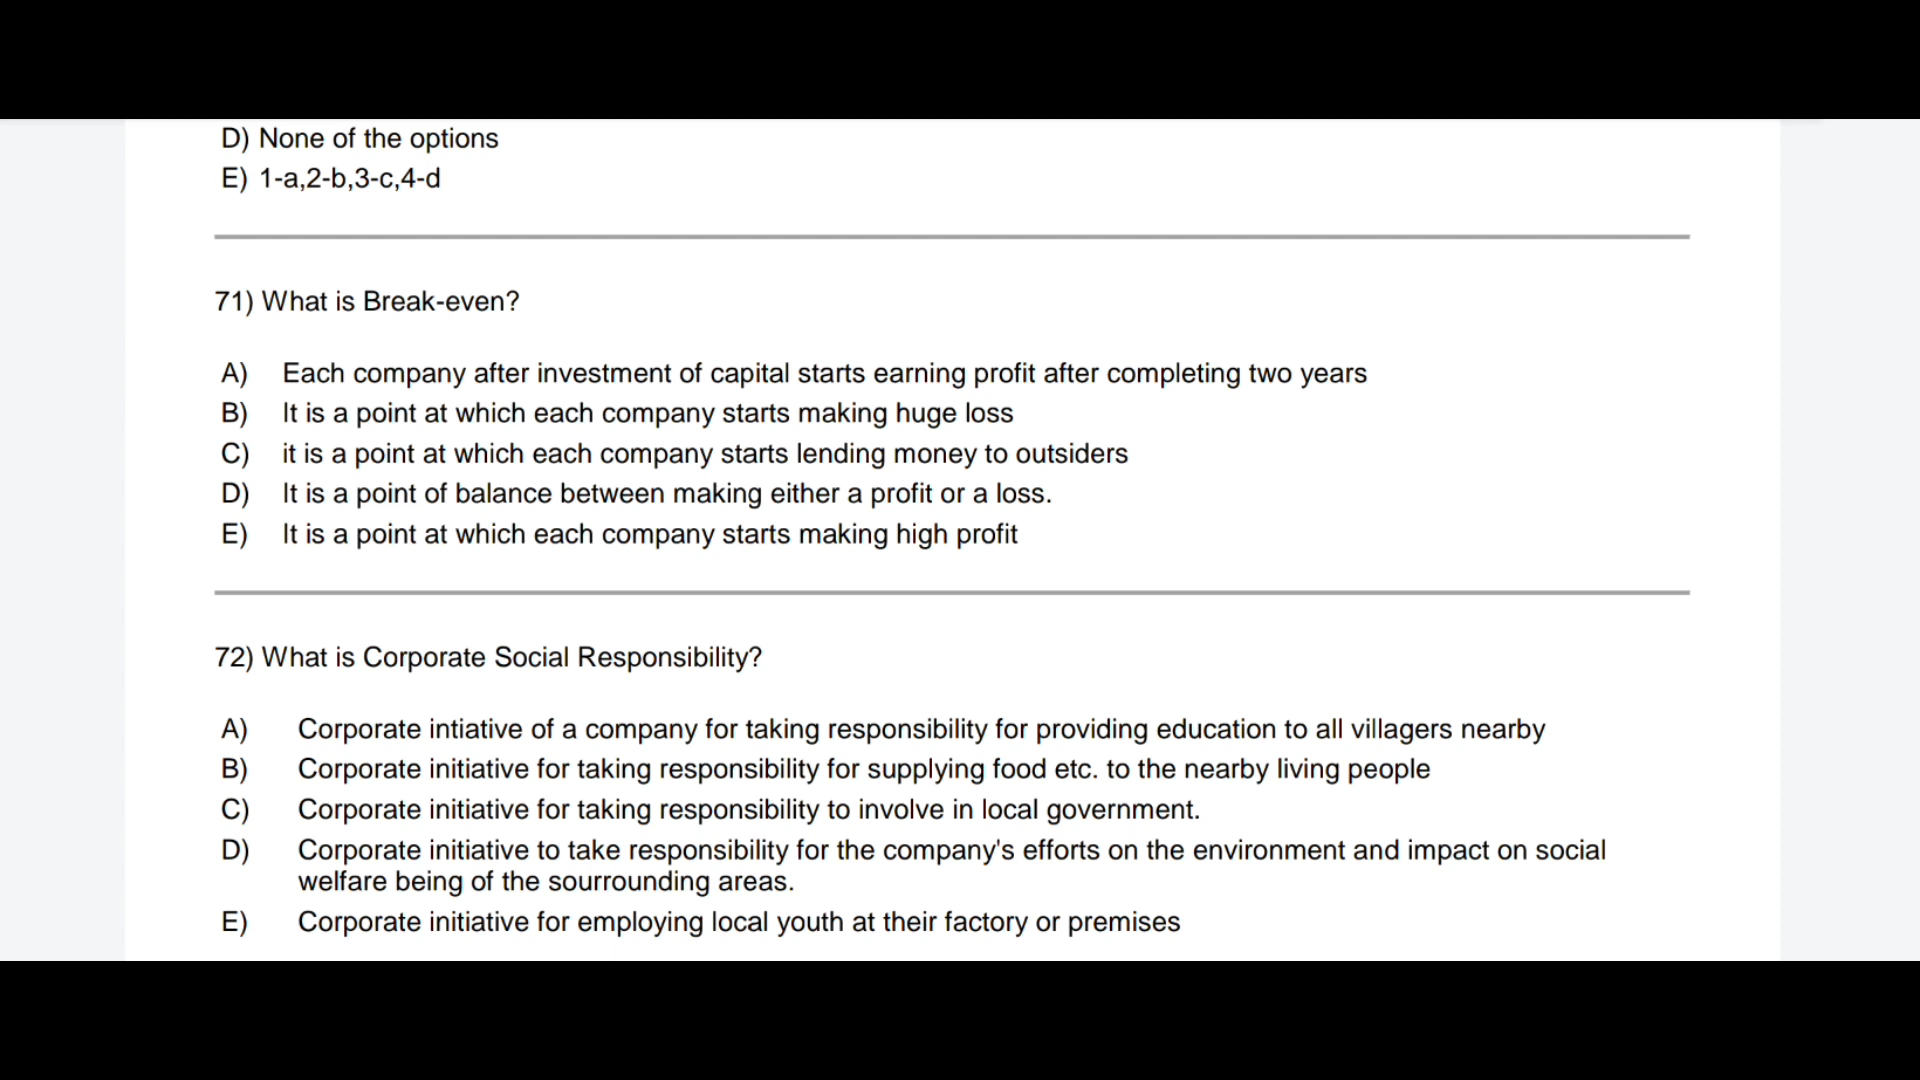 D) None of the options
E) 1-a,2-b,3-c,4-d
71) What is Break-even?
A) Each company after investment of capital starts earning profit after completing two years
B) It is a point at which each company starts making huge loss
C) it is a point at which each company starts lending money to outsiders
D) It is a point of balance between making either a profit or a loss.
E) It is a point at which each company starts making high profit
72) What is Corporate Social Responsibility?
A) Corporate intiative of a company for taking responsibility for providing education to all villagers nearby
B) Corporate initiative for taking responsibility for supplying food etc. to the nearby living people
C) Corporate initiative for taking responsibility to involve in local government.
D) Corporate initiative to take responsibility for the company's efforts on the environment and impact on social
welfare being of the sourrounding areas.
E) Corporate initiative for employing local youth at their factory or premises